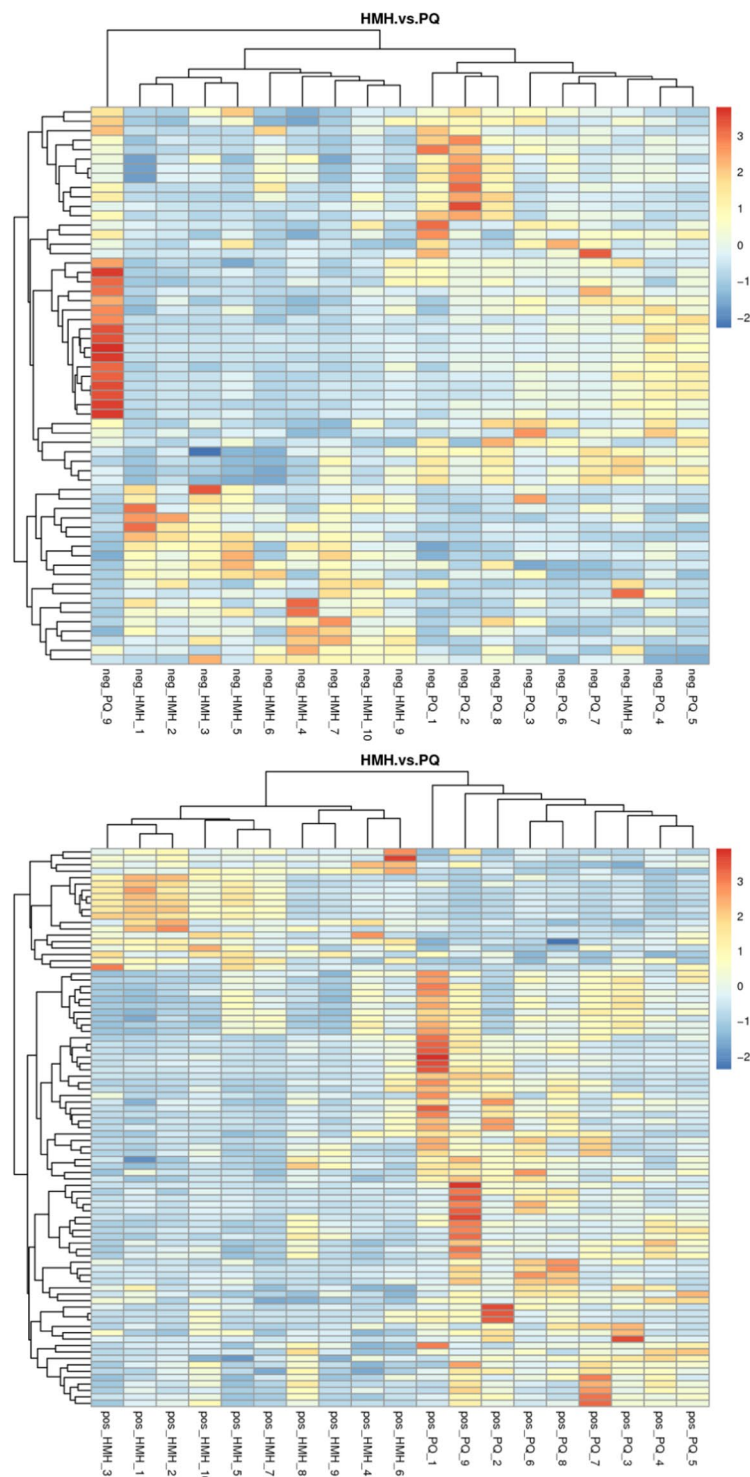 HMH.vs.PQ
3
2
1
0
−1
−2
neg_PQ_9
neg_HMH_1
neg_HMH_2
neg_HMH_3
neg_HMH_5
neg_HMH_6
neg_HMH_4
neg_HMH_7
neg_HMH_10
neg_HMH_9
neg_PQ_1
neg_PQ_2
neg_PQ_8
neg_PQ_3
neg_PQ_6
neg_PQ_7
neg_HMH_8
neg_PQ_4
neg_PQ_5
HMH.vs.PQ
3
2
1
0
−1
−2
pos_HMH_3
pos_HMH_1
pos_HMH_2
pos_HMH_10
pos_HMH_5
pos_HMH_7
pos_HMH_8
pos_HMH_9
pos_HMH_4
pos_HMH_6
pos_PQ_1
pos_PQ_9
pos_PQ_2
pos_PQ_6
pos_PQ_8
pos_PQ_7
pos_PQ_3
pos_PQ_4
pos_PQ_5